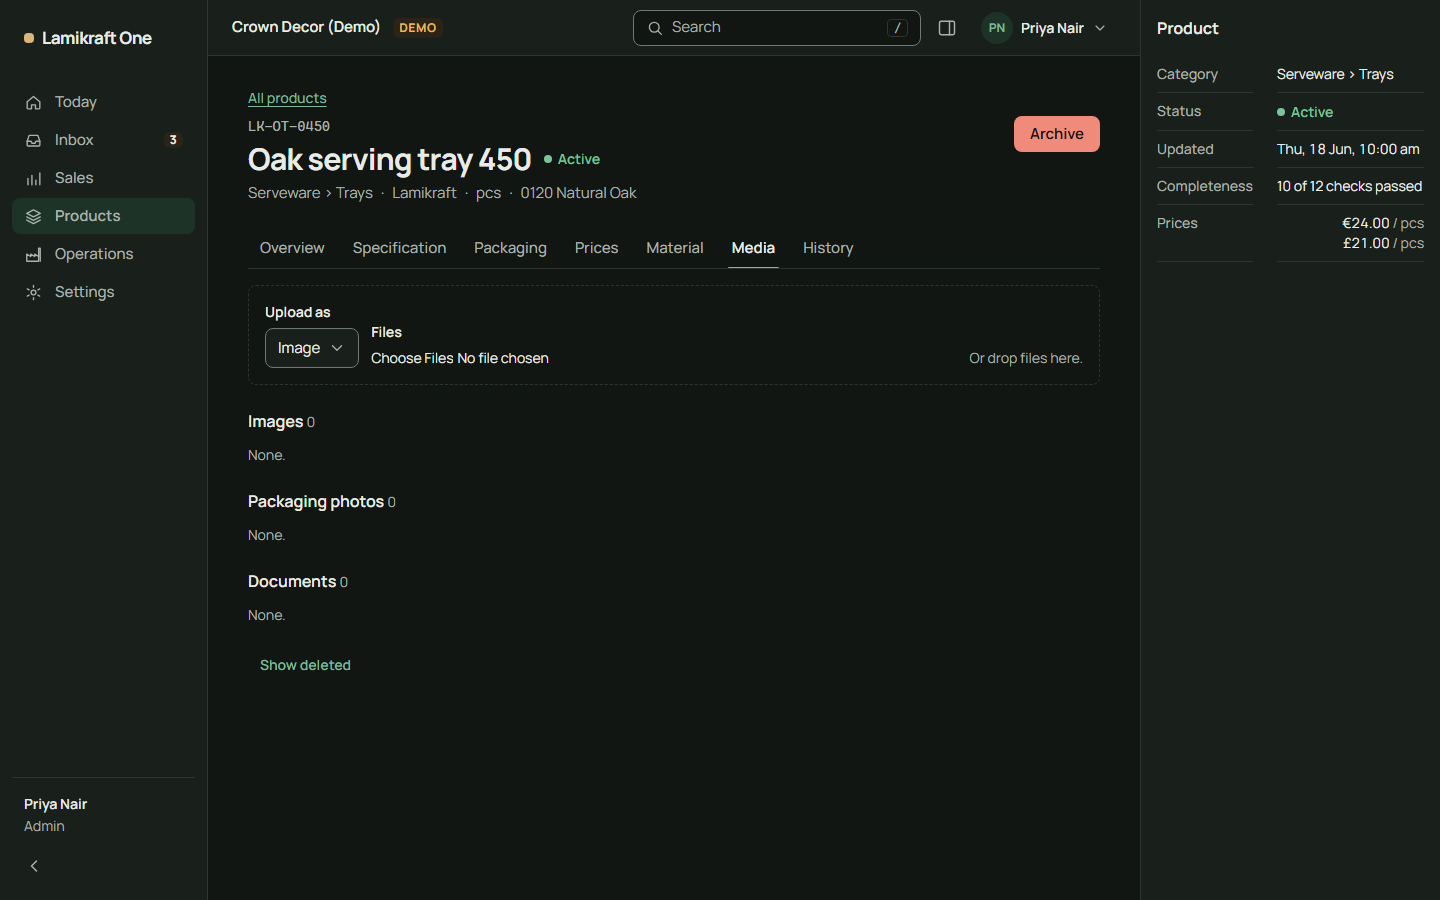 Lamikraft One
Today
Inbox 3
Sales
Products
Operations
Settings
Priya Nair
Admin
Crown Decor (Demo) DEMO
Search /
PN Priya Nair
All products
LK-OT-0450
Oak serving tray 450 Active
Serveware › Trays · Lamikraft · pcs · 0120 Natural Oak
Archive
Overview Specification Packaging Prices Material Media History
Upload as
Image
Files
Choose Files No file chosen
Or drop files here.
Images 0
None.
Packaging photos 0
None.
Documents 0
None.
Show deleted
Product
Category Serveware › Trays
Status Active
Updated Thu, 18 Jun, 10:00 am
Completeness 10 of 12 checks passed
Prices €24.00 / pcs
£21.00 / pcs